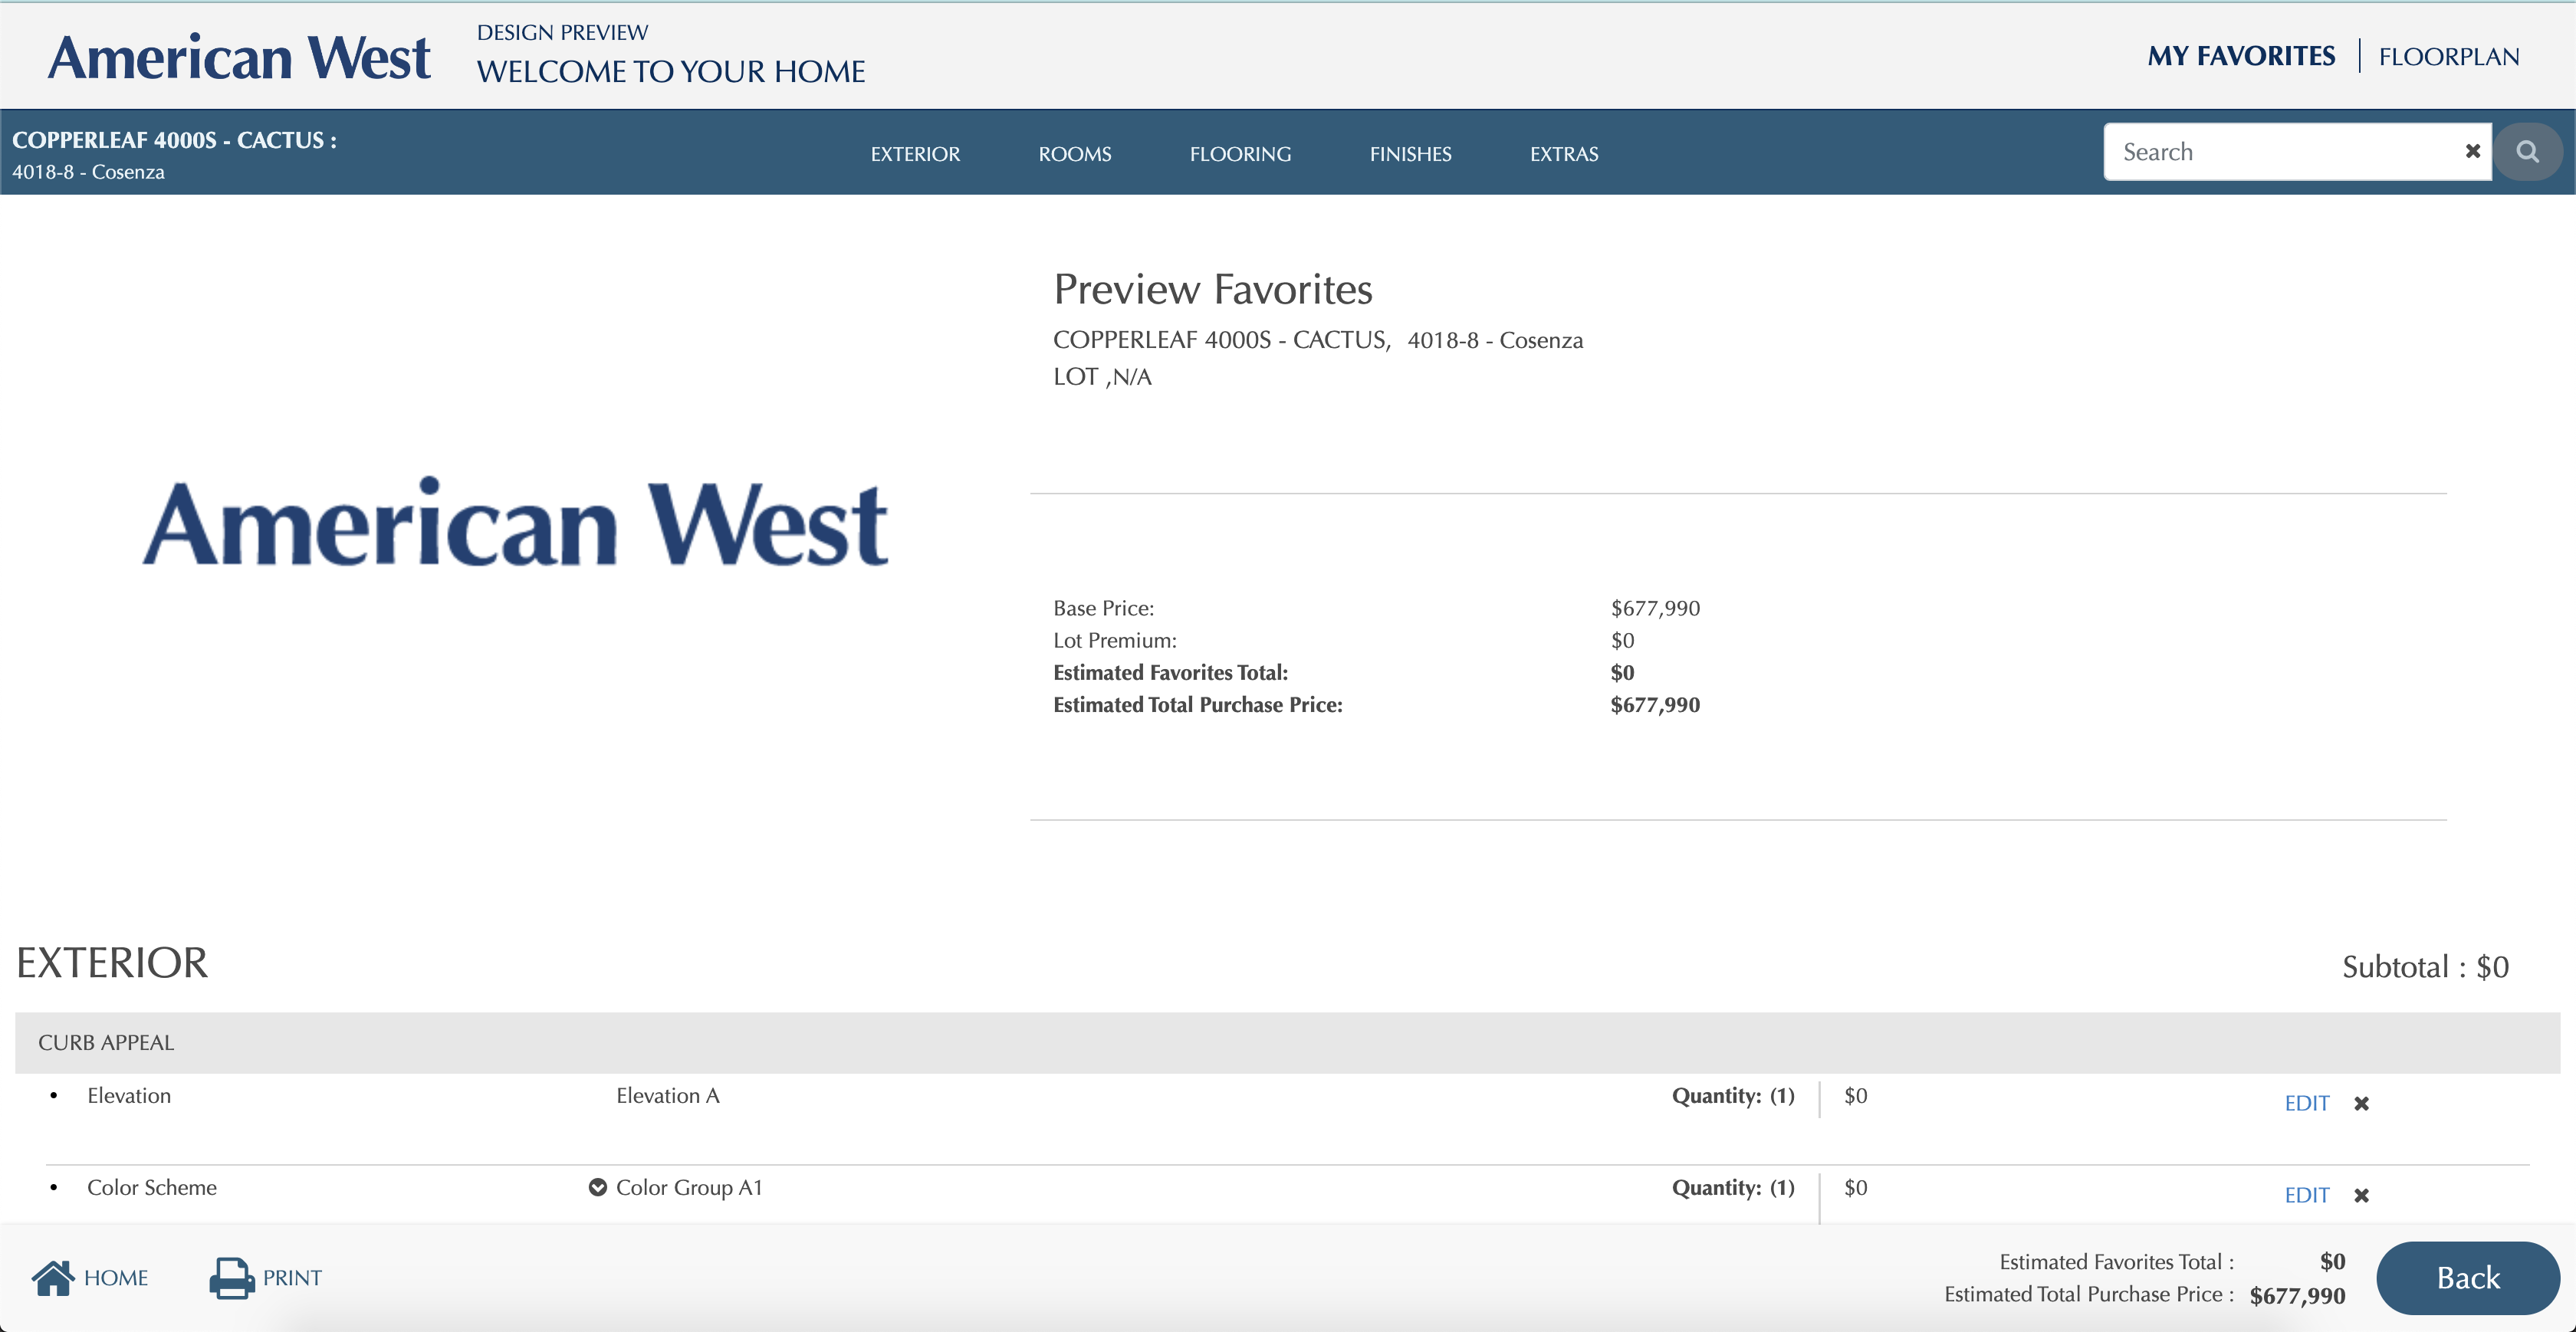 American West
DESIGN PREVIEW
WELCOME TO YOUR HOME
MY FAVORITES
FLOORPLAN
COPPERLEAF 4000S - CACTUS :
4018-8 - Cosenza
EXTERIOR
ROOMS
FLOORING
FINISHES
EXTRAS
Search
Preview Favorites
COPPERLEAF 4000S - CACTUS, 4018-8 - Cosenza
LOT ,N/A
American West
Base Price: $677,990
Lot Premium: $0
Estimated Favorites Total: $0
Estimated Total Purchase Price: $677,990
EXTERIOR
Subtotal : $0
CURB APPEAL
• Elevation Elevation A Quantity: (1) $0 EDIT
• Color Scheme Color Group A1 Quantity: (1) $0 EDIT
HOME
PRINT
Estimated Favorites Total : $0
Estimated Total Purchase Price : $677,990
Back